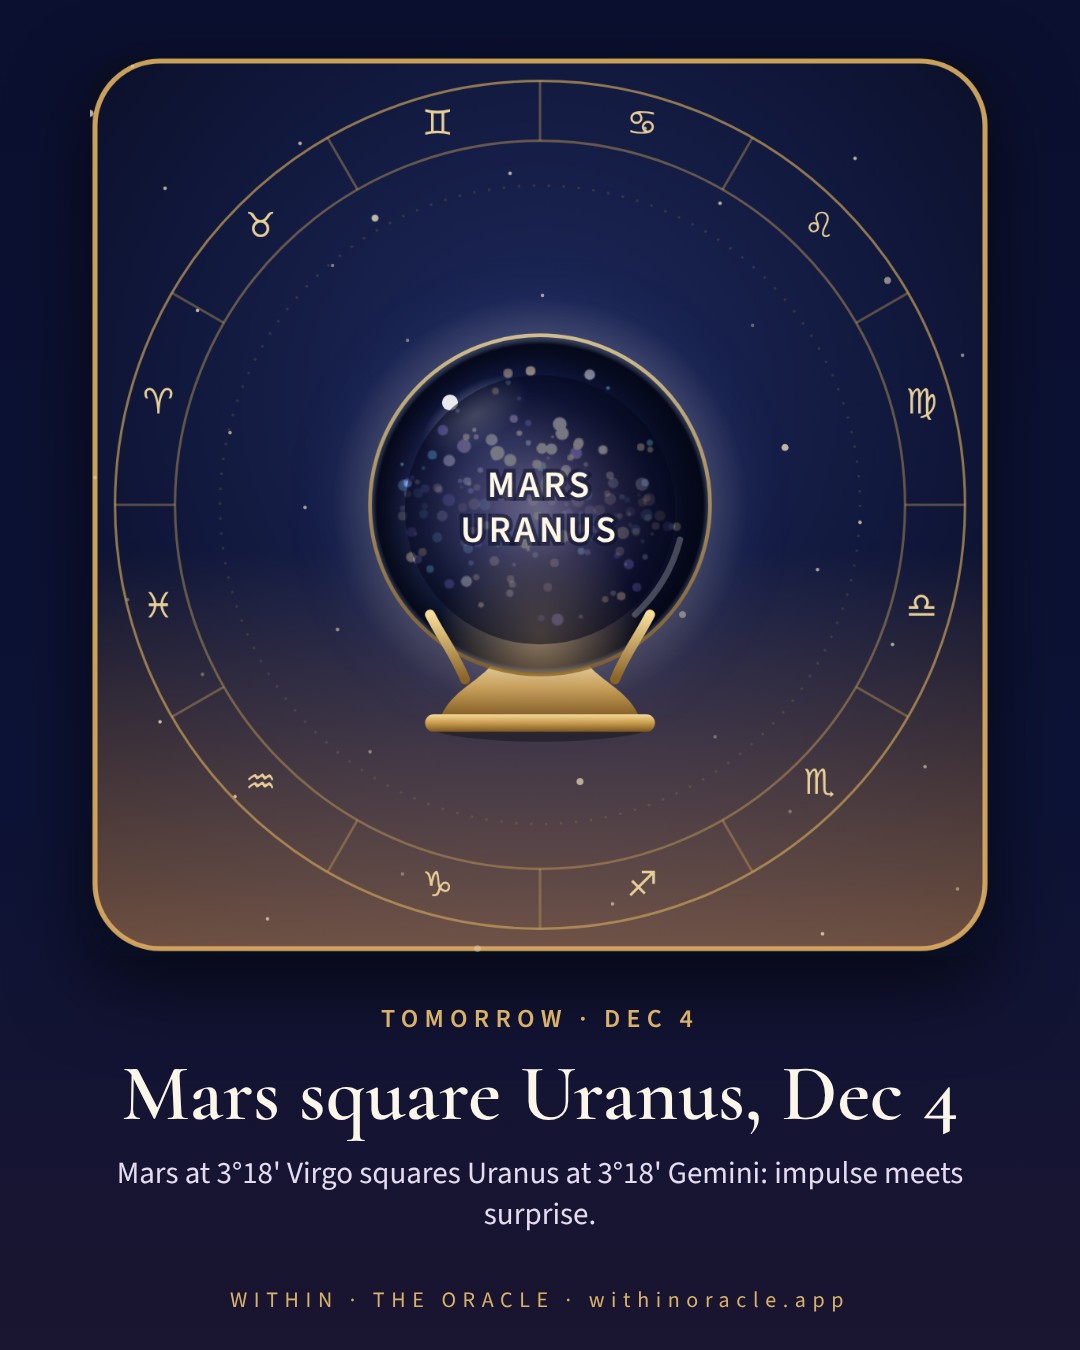 ♊ ♋
♉ ♌
♈ ♍
MARS
URANUS
♓ ♎
♒ ♏
♑ ♐
TOMORROW · DEC 4
Mars square Uranus, Dec 4
Mars at 3°18' Virgo squares Uranus at 3°18' Gemini: impulse meets
surprise.
WITHIN · THE ORACLE · withinoracle.app